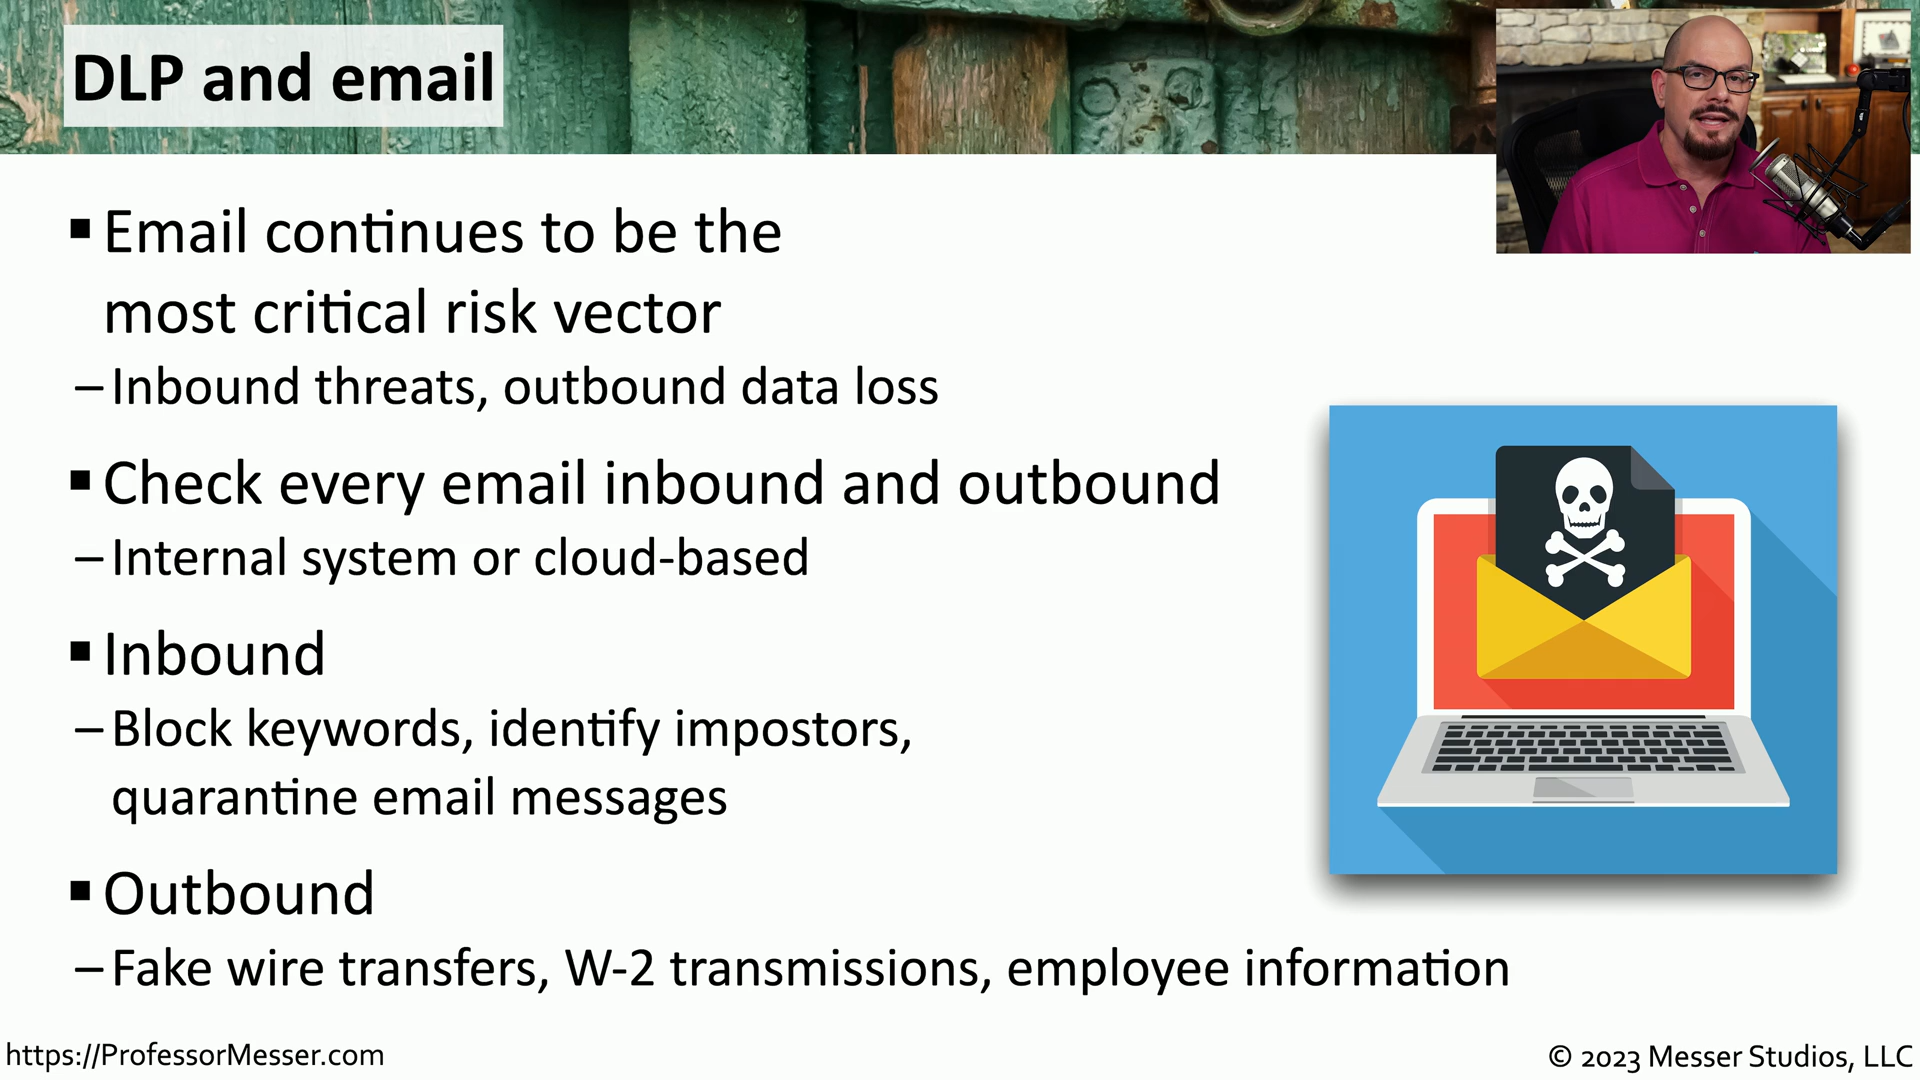 DLP and email
▪ Email continues to be the
most critical risk vector
– Inbound threats, outbound data loss
▪ Check every email inbound and outbound
– Internal system or cloud-based
▪ Inbound
– Block keywords, identify impostors,
quarantine email messages
▪ Outbound
– Fake wire transfers, W-2 transmissions, employee information
https://ProfessorMesser.com
© 2023 Messer Studios, LLC